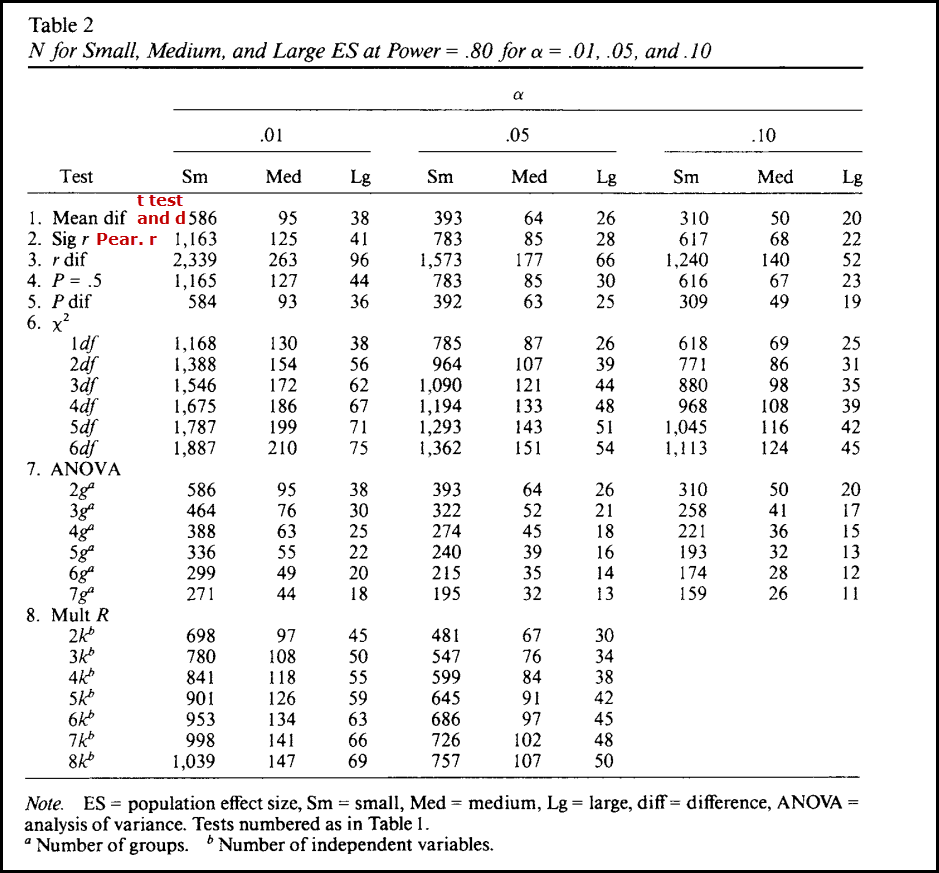 Table 2
N for Small, Medium, and Large ES at Power = .80 for α = .01, .05, and .10
α
.01 .05 .10
Test Sm Med Lg Sm Med Lg Sm Med Lg
t test
1. Mean dif and d 586 95 38 393 64 26 310 50 20
2. Sig r Pear. r 1,163 125 41 783 85 28 617 68 22
3. r dif 2,339 263 96 1,573 177 66 1,240 140 52
4. P = .5 1,165 127 44 783 85 30 616 67 23
5. P dif 584 93 36 392 63 25 309 49 19
6. χ²
1df 1,168 130 38 785 87 26 618 69 25
2df 1,388 154 56 964 107 39 771 86 31
3df 1,546 172 62 1,090 121 44 880 98 35
4df 1,675 186 67 1,194 133 48 968 108 39
5df 1,787 199 71 1,293 143 51 1,045 116 42
6df 1,887 210 75 1,362 151 54 1,113 124 45
7. ANOVA
2gᵃ 586 95 38 393 64 26 310 50 20
3gᵃ 464 76 30 322 52 21 258 41 17
4gᵃ 388 63 25 274 45 18 221 36 15
5gᵃ 336 55 22 240 39 16 193 32 13
6gᵃ 299 49 20 215 35 14 174 28 12
7gᵃ 271 44 18 195 32 13 159 26 11
8. Mult R
2kᵇ 698 97 45 481 67 30
3kᵇ 780 108 50 547 76 34
4kᵇ 841 118 55 599 84 38
5kᵇ 901 126 59 645 91 42
6kᵇ 953 134 63 686 97 45
7kᵇ 998 141 66 726 102 48
8kᵇ 1,039 147 69 757 107 50
Note. ES = population effect size, Sm = small, Med = medium, Lg = large, diff = difference, ANOVA =
analysis of variance. Tests numbered as in Table 1.
ᵃ Number of groups. ᵇ Number of independent variables.